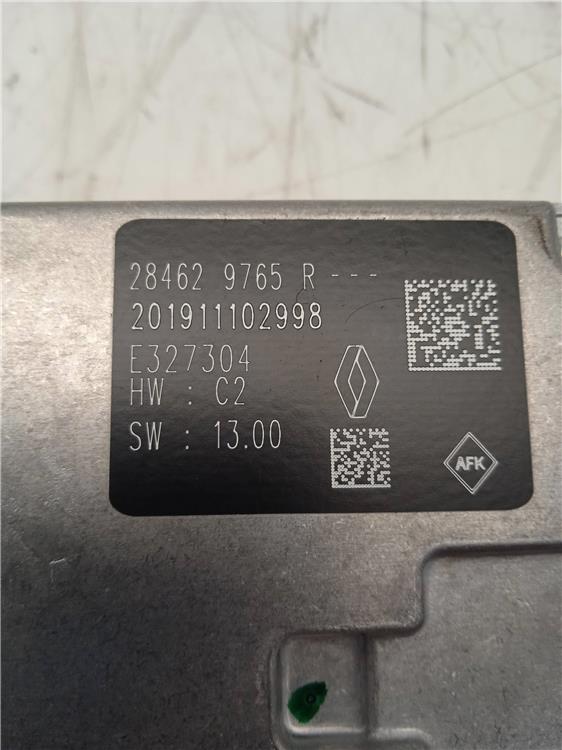 28462 9765 R ---
201911102998
E327304
HW : C2
SW : 13.00
AFK